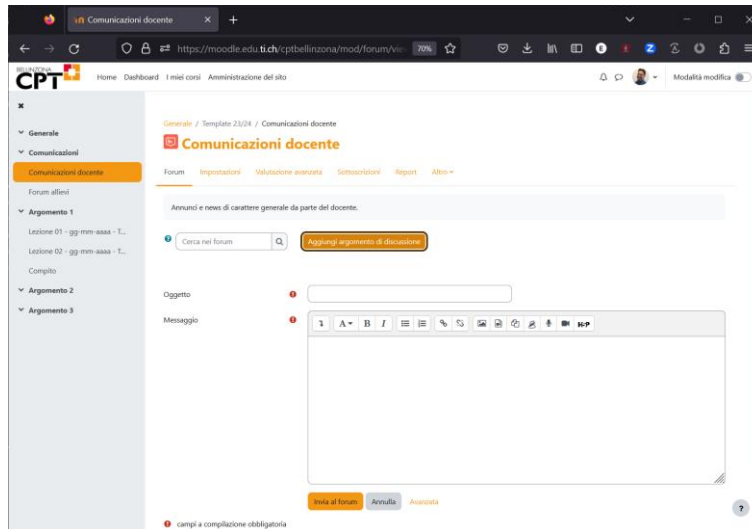 Comunicazioni docente
https://moodle.edu.ti.ch/cptbellinzona/mod/forum/vie
70%
BELLINZONA
CPT
Home Dashboard I miei corsi Amministrazione del sito
Modalità modifica
Generale
Comunicazioni
Comunicazioni docente
Forum allievi
Argomento 1
Lezione 01 - gg-mm-aaaa - T...
Lezione 02 - gg-mm-aaaa - T...
Compito
Argomento 2
Argomento 3
Generale / Template 23/24 / Comunicazioni docente
Comunicazioni docente
Forum Impostazioni Valutazione avanzata Sottoscrizioni Report Altro
Annunci e news di carattere generale da parte del docente.
Cerca nei forum
Aggiungi argomento di discussione
Oggetto
Messaggio
A B I H-P
Invia al forum Annulla Avanzata
campi a compilazione obbligatoria